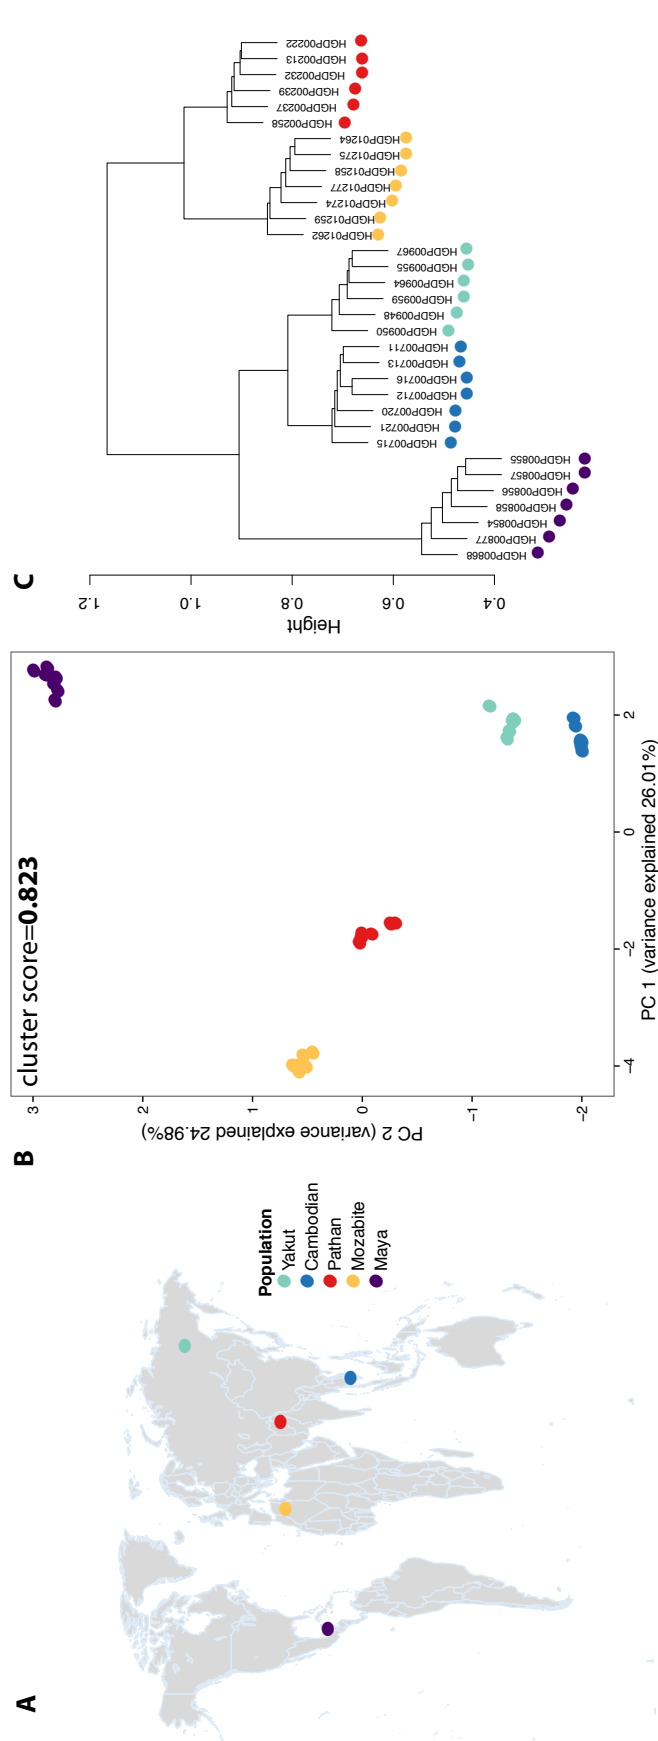 A
Population
Yakut
Cambodian
Pathan
Mozabite
Maya
B
cluster score=0.823
PC 2 (variance explained 24.98%)
3
2
1
0
−1
−2
−4
−2
0
2
PC 1 (variance explained 26.01%)
C
Height
1.2
1.0
0.8
0.6
0.4
HGDP00868
HGDP00877
HGDP00854
HGDP00858
HGDP00856
HGDP00857
HGDP00855
HGDP00715
HGDP00721
HGDP00720
HGDP00712
HGDP00716
HGDP00713
HGDP00711
HGDP00950
HGDP00948
HGDP00959
HGDP00964
HGDP00955
HGDP00967
HGDP01262
HGDP01259
HGDP01274
HGDP01277
HGDP01258
HGDP01275
HGDP01264
HGDP00258
HGDP00237
HGDP00239
HGDP00232
HGDP00213
HGDP00222